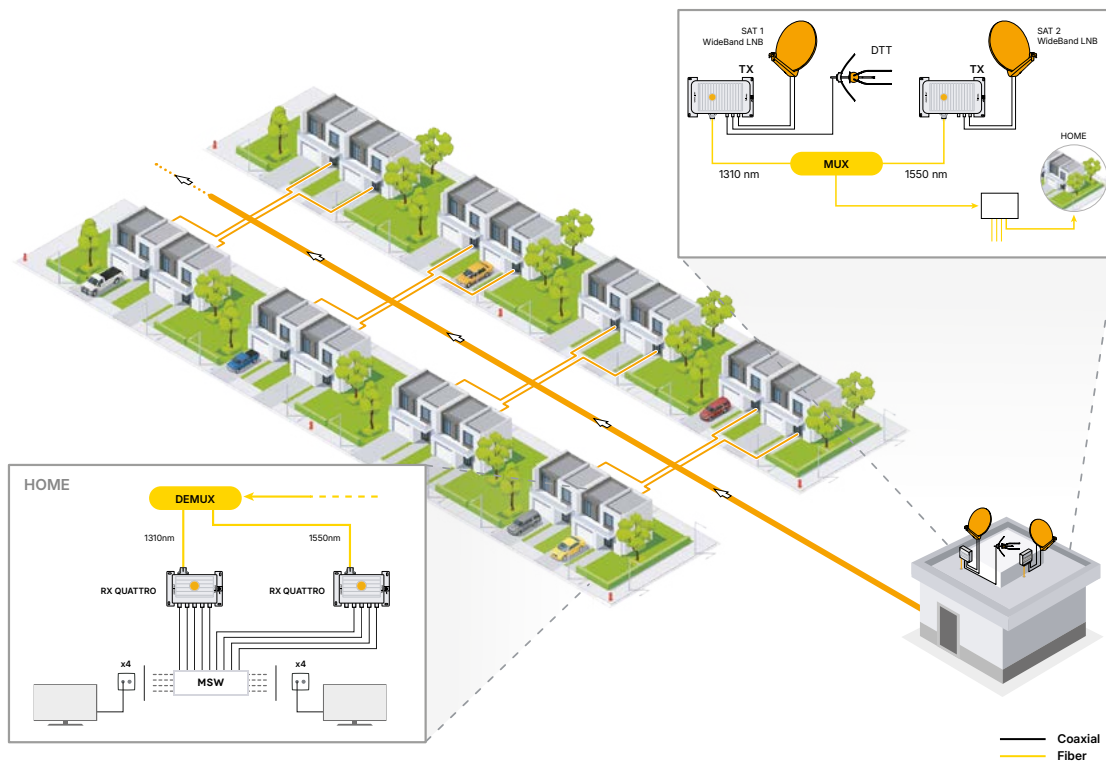 SAT 1
WideBand LNB
DTT
SAT 2
WideBand LNB
TX
TX
HOME
MUX
1310 nm
1550 nm
HOME
DEMUX
1310nm
1550nm
RX QUATTRO
RX QUATTRO
x4
x4
MSW
Coaxial
Fiber